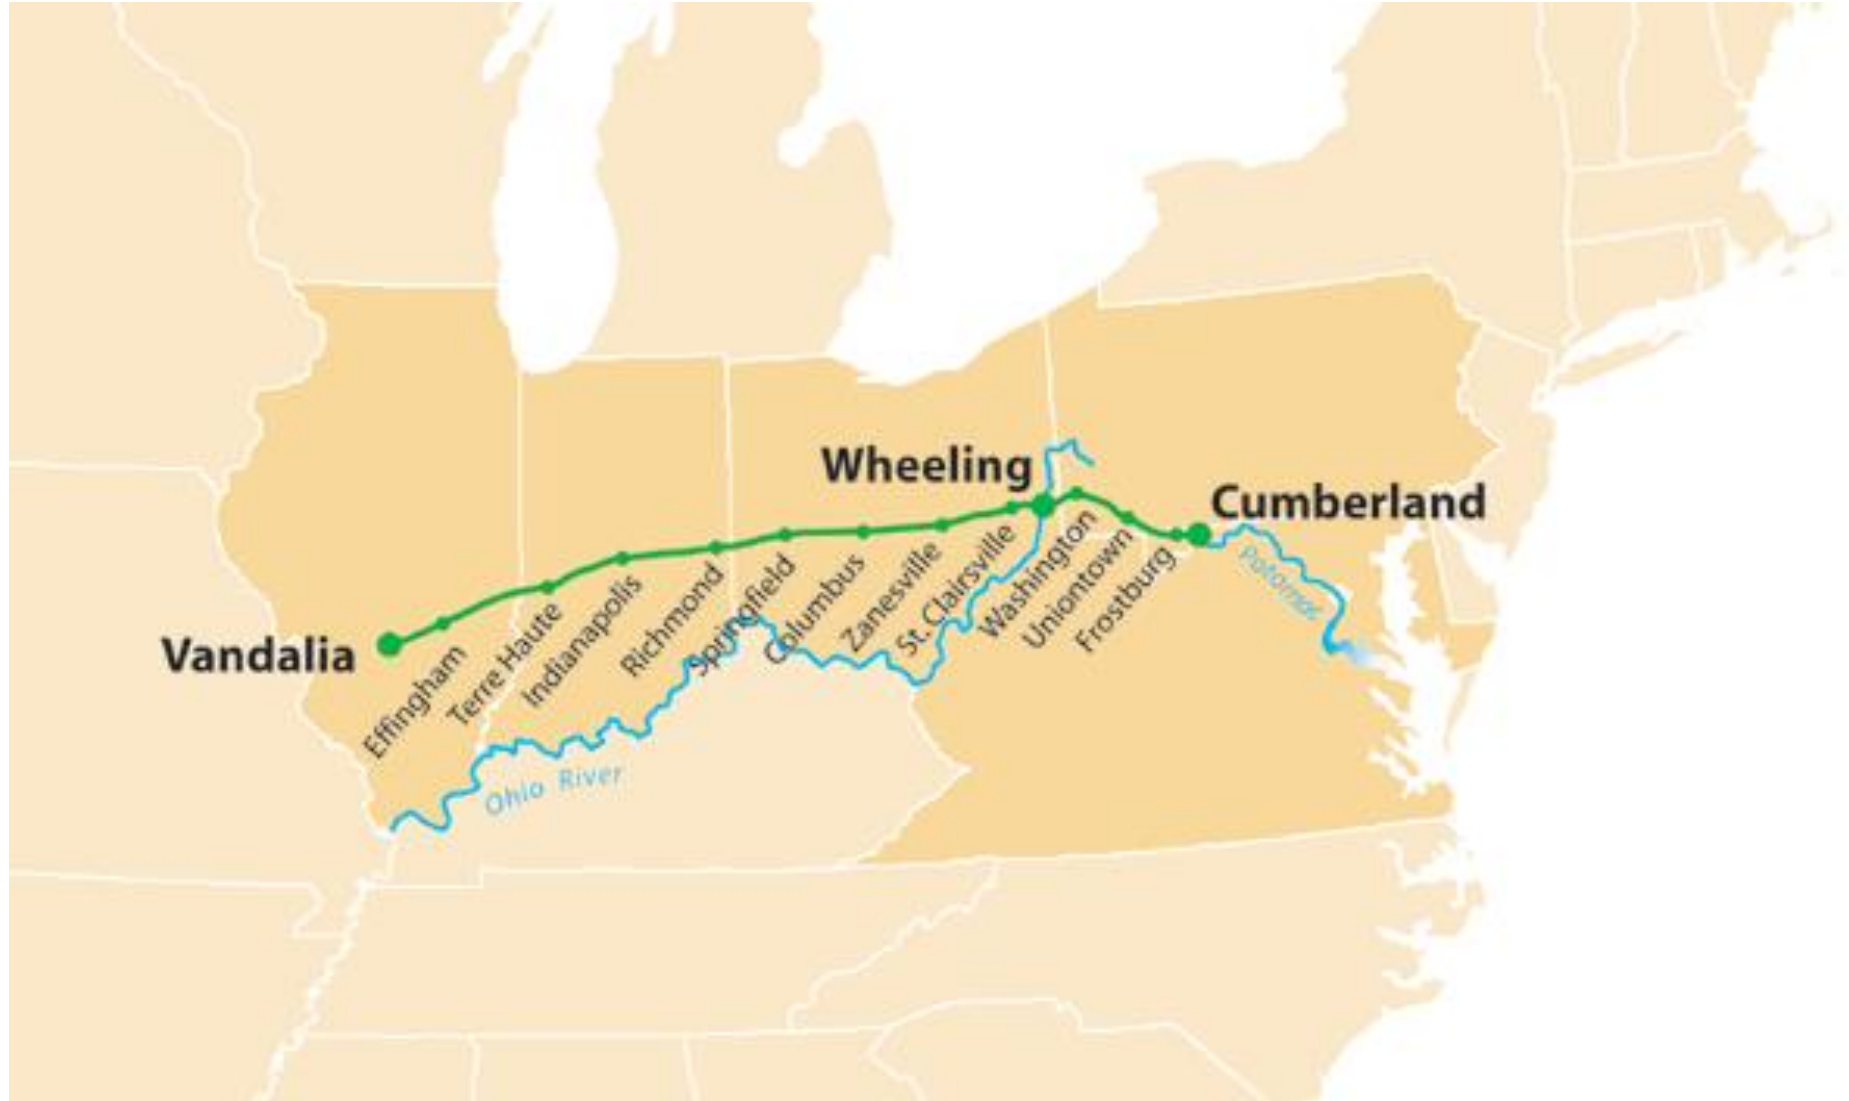 Wheeling
Cumberland
Vandalia
Effingham
Terre Haute
Indianapolis
Richmond
Springfield
Columbus
Zanesville
St. Clairsville
Washington
Uniontown
Frostburg
Potomac
Ohio River